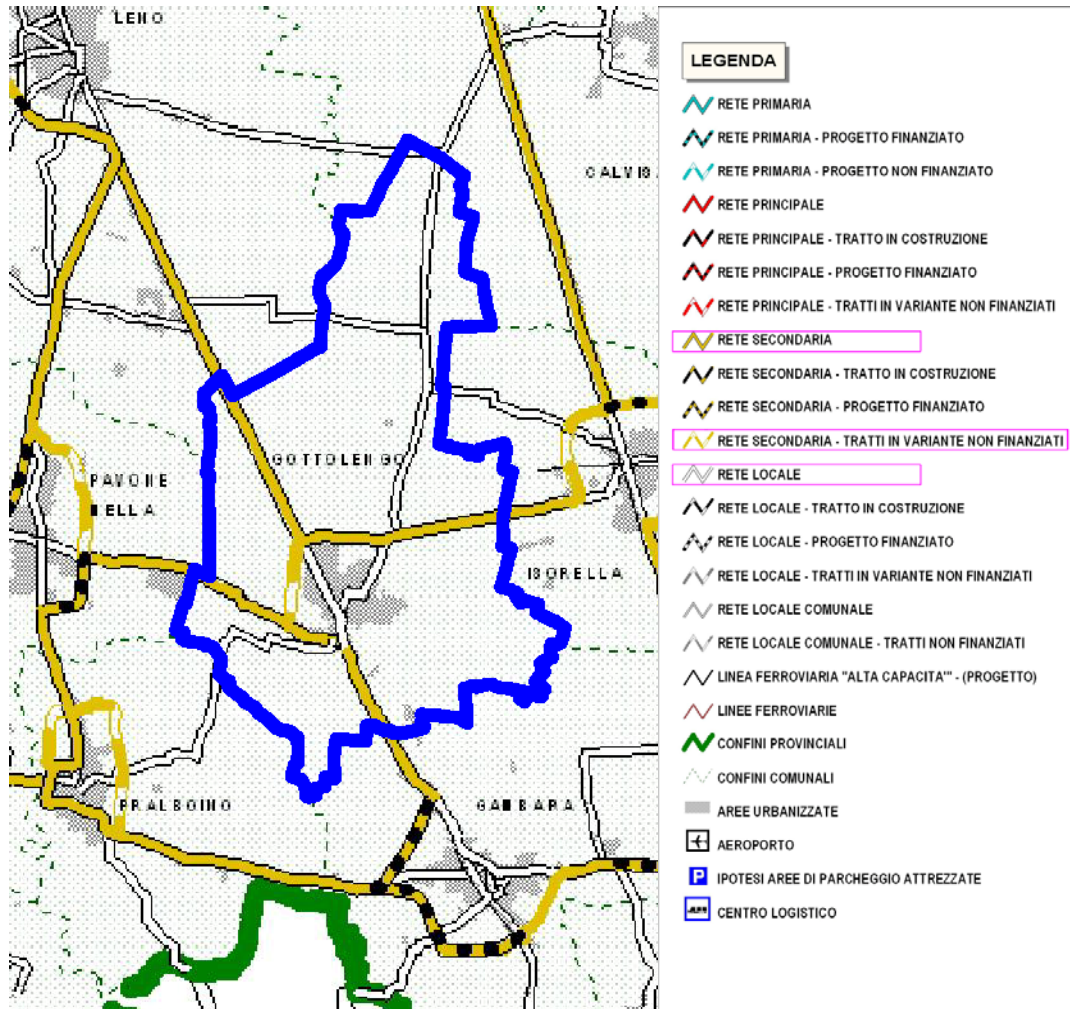 LENO
CALVISA
GOTTOLENGO
PAVONE
MELLA
ISORELLA
PRALBOINO
GAMBARA
LEGENDA
RETE PRIMARIA
RETE PRIMARIA - PROGETTO FINANZIATO
RETE PRIMARIA - PROGETTO NON FINANZIATO
RETE PRINCIPALE
RETE PRINCIPALE - TRATTO IN COSTRUZIONE
RETE PRINCIPALE - PROGETTO FINANZIATO
RETE PRINCIPALE - TRATTI IN VARIANTE NON FINANZIATI
RETE SECONDARIA
RETE SECONDARIA - TRATTO IN COSTRUZIONE
RETE SECONDARIA - PROGETTO FINANZIATO
RETE SECONDARIA - TRATTI IN VARIANTE NON FINANZIATI
RETE LOCALE
RETE LOCALE - TRATTO IN COSTRUZIONE
RETE LOCALE - PROGETTO FINANZIATO
RETE LOCALE - TRATTI IN VARIANTE NON FINANZIATI
RETE LOCALE COMUNALE
RETE LOCALE COMUNALE - TRATTI NON FINANZIATI
LINEA FERROVIARIA "ALTA CAPACITA'" - (PROGETTO)
LINEE FERROVIARIE
CONFINI PROVINCIALI
CONFINI COMUNALI
AREE URBANIZZATE
AEROPORTO
P IPOTESI AREE DI PARCHEGGIO ATTREZZATE
CENTRO LOGISTICO